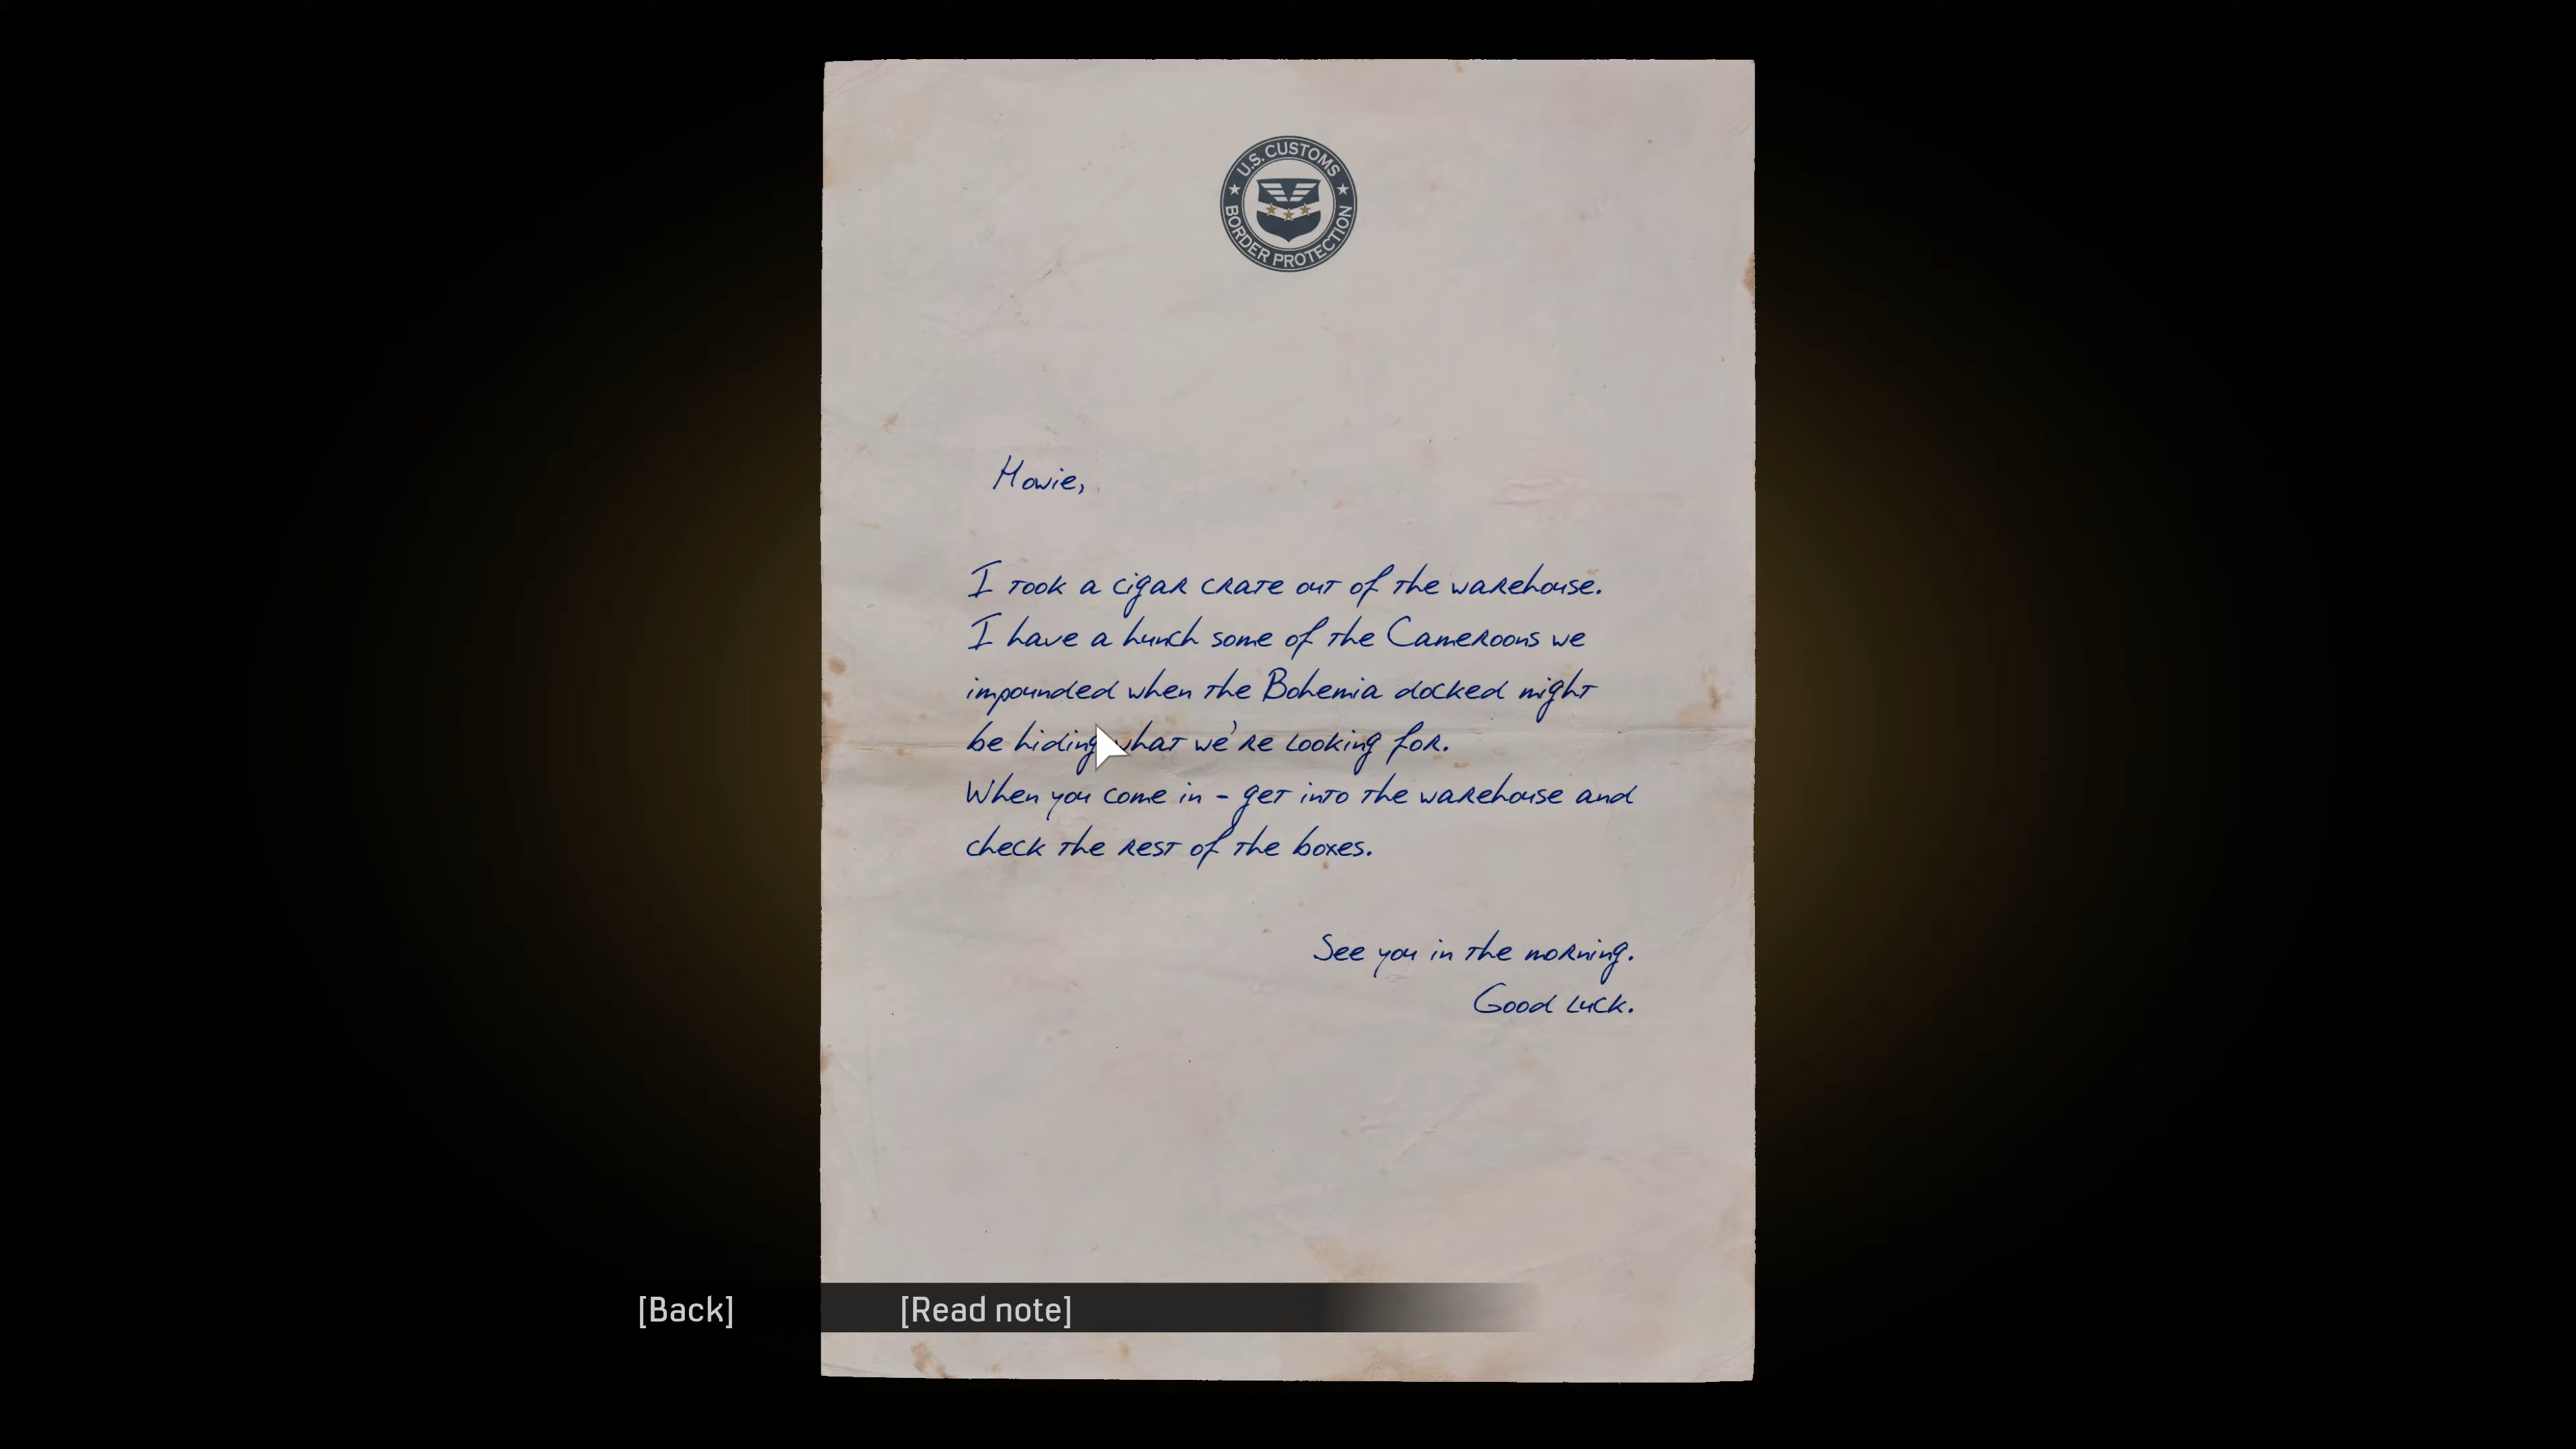 U.S. CUSTOMS
BORDER PROTECTION
Howie,
I took a cigar crate out of the warehouse.
I have a hunch some of the Cameroons we
impounded when the Bohemia docked might
be hiding what we're looking for.
When you come in - get into the warehouse and
check the rest of the boxes.
See you in the morning.
Good luck.
[Back] [Read note]